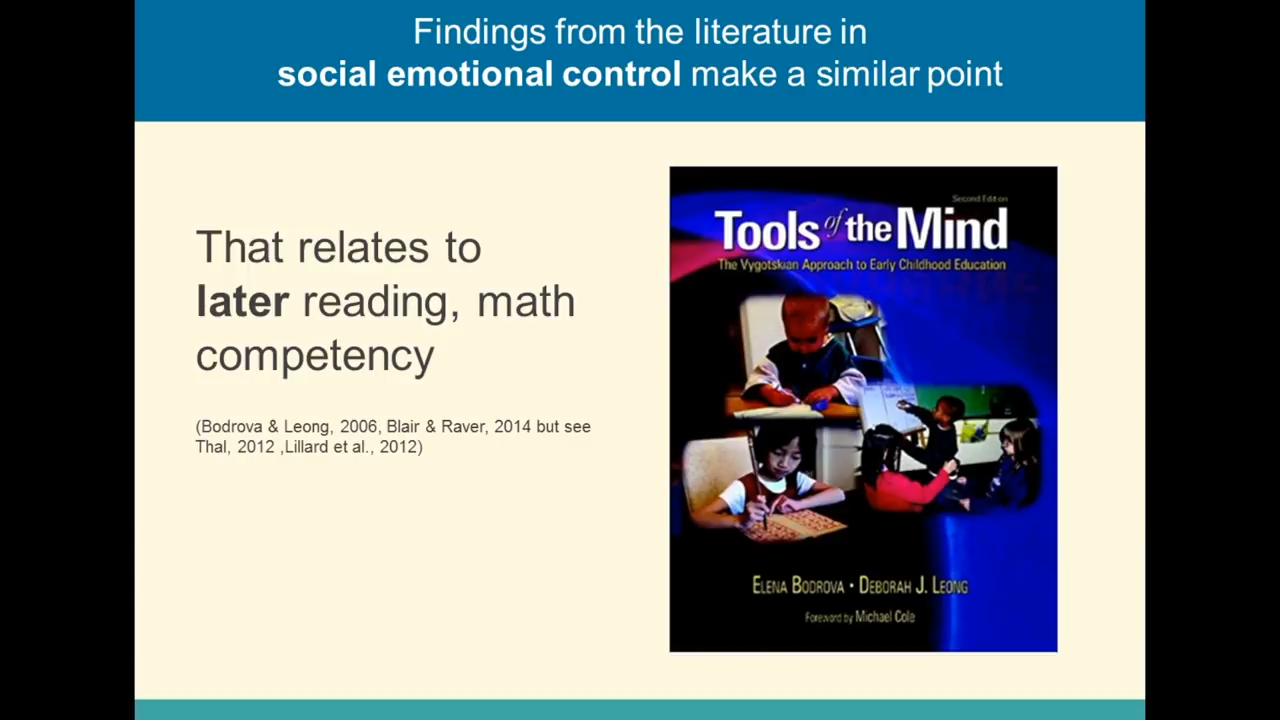 Findings from the literature in
social emotional control make a similar point
That relates to
later reading, math
competency
(Bodrova & Leong, 2006, Blair & Raver, 2014 but see
Thal, 2012 ,Lillard et al., 2012)
Second Edition
Tools of the Mind
The Vygotskian Approach to Early Childhood Education
ELENA BODROVA • DEBORAH J. LEONG
Foreword by Michael Cole